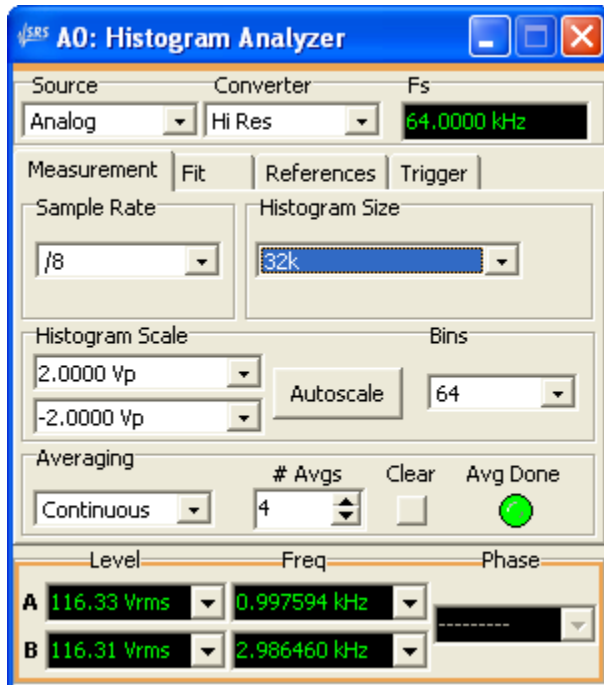 SRS A0: Histogram Analyzer
Source Converter Fs
Analog Hi Res 64.0000 kHz
Measurement Fit References Trigger
Sample Rate Histogram Size
/8 32k
Histogram Scale Bins
2.0000 Vp
Autoscale 64
-2.0000 Vp
Averaging # Avgs Clear Avg Done
Continuous 4
Level Freq Phase
A 116.33 Vrms 0.997594 kHz ---------
B 116.31 Vrms 2.986460 kHz